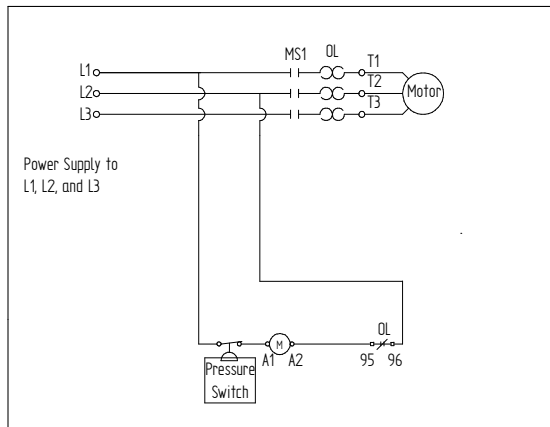 MS1 OL
L1 T1
L2 T2
Motor
L3 T3
Power Supply to
L1, L2, and L3
OL
M
A1 A2 95 96
Pressure
Switch